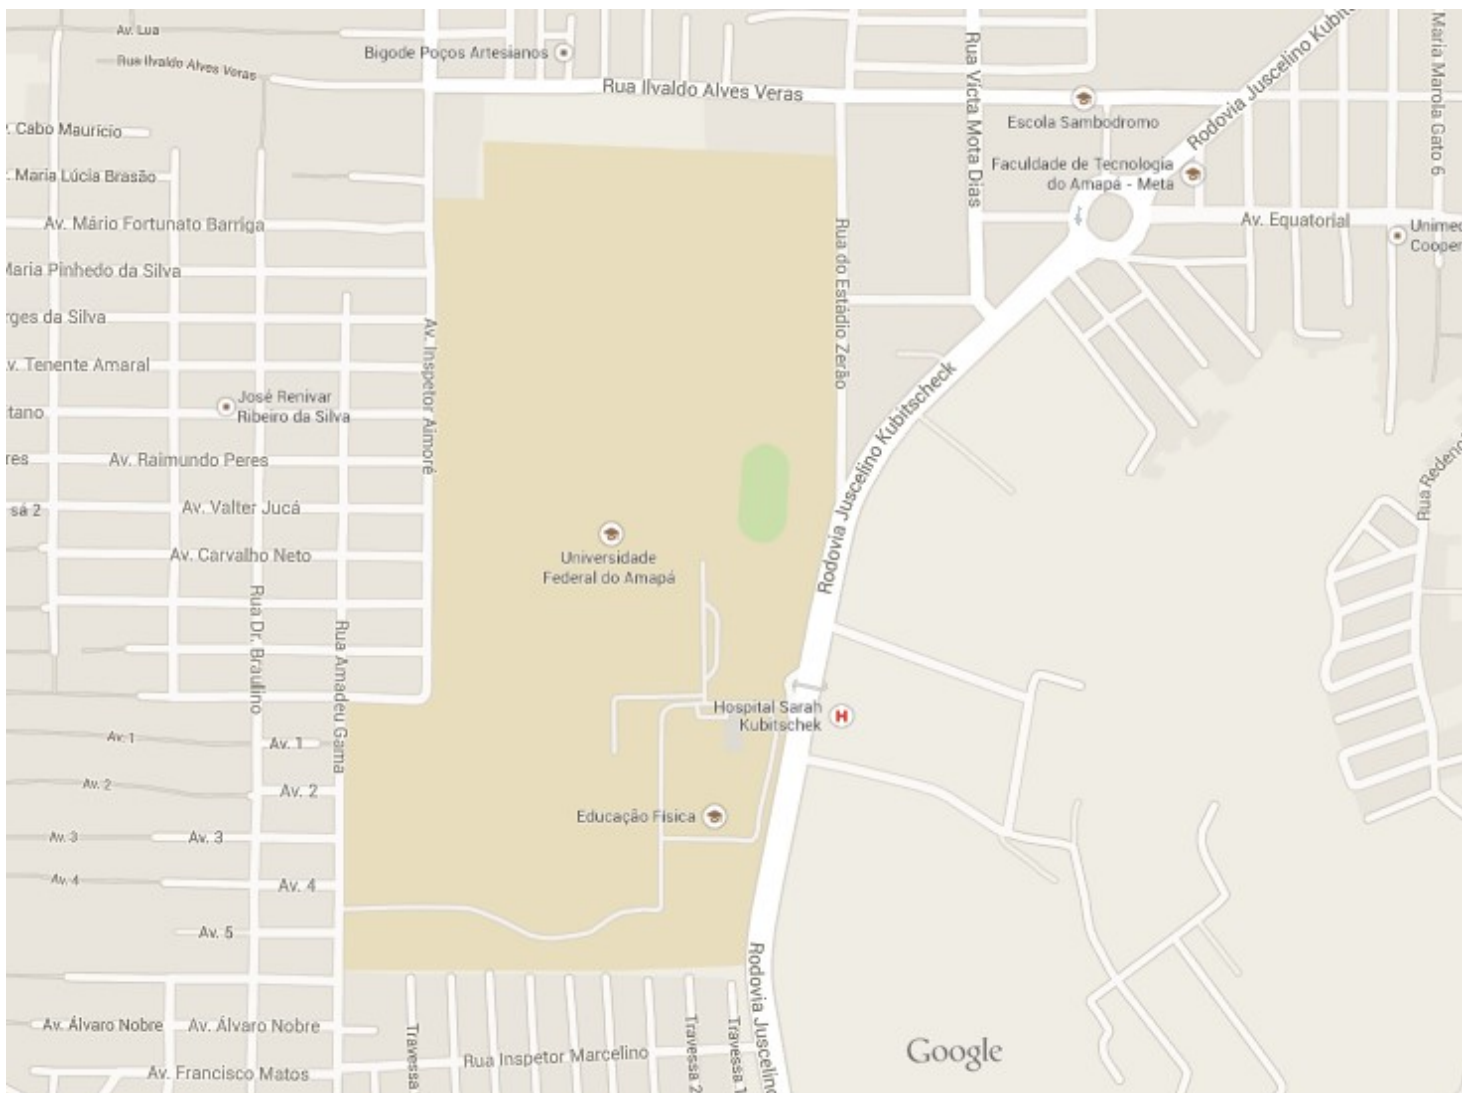 Av. Lua
Rua Ilvaldo Alves Veras
Bigode Poços Artesianos
Rua Ilvaldo Alves Veras
Rua Victa Mota Dias
Rodovia Juscelino Kubi
Maria Marola Gato 6
Escola Sambodromo
. Cabo Maurício
. Maria Lúcia Brasão
Faculdade de Tecnologia
do Amapá - Meta
Av. Mário Fortunato Barriga
Av. Equatorial
Unimed
Cooper
Maria Pinhedo da Silva
Rua do Estádio Zerão
rges da Silva
Av. Inspetor Aimoré
v. Tenente Amaral
José Renivar
Ribeiro da Silva
tano
Rodovia Juscelino Kubitscheck
res
Av. Raimundo Peres
Rua Redenç
sá 2
Av. Valter Jucá
Av. Carvalho Neto
Universidade
Federal do Amapá
Rua Dr. Braulino
Rua Amadeu Gama
Hospital Sarah
Kubitschek
H
Av. 1
Av. 1
Av. 2
Av. 2
Educação Física
Av. 3
Av. 3
Av. 4
Av. 4
Av. 5
Rodovia Juscelino
Av. Álvaro Nobre
Av. Álvaro Nobre
Travessa
Rua Inspetor Marcelino
Travessa 2
Travessa 1
Av. Francisco Matos
Google